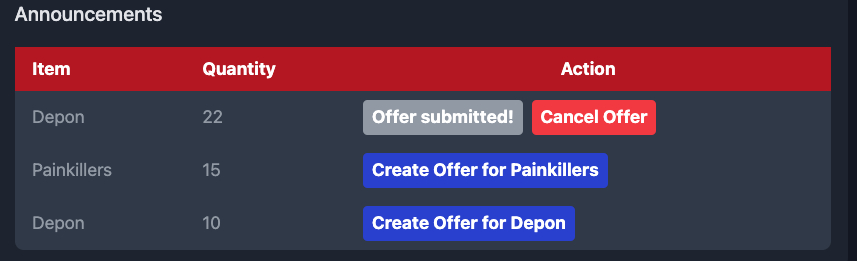 Announcements
Item Quantity Action
Depon 22 Offer submitted! Cancel Offer
Painkillers 15 Create Offer for Painkillers
Depon 10 Create Offer for Depon